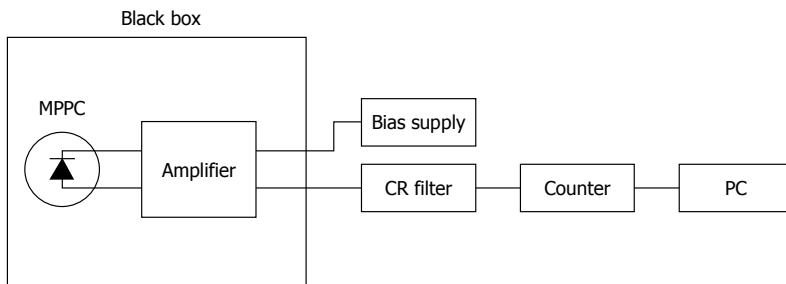 Black box
MPPC
Amplifier
Bias supply
CR filter
Counter
PC